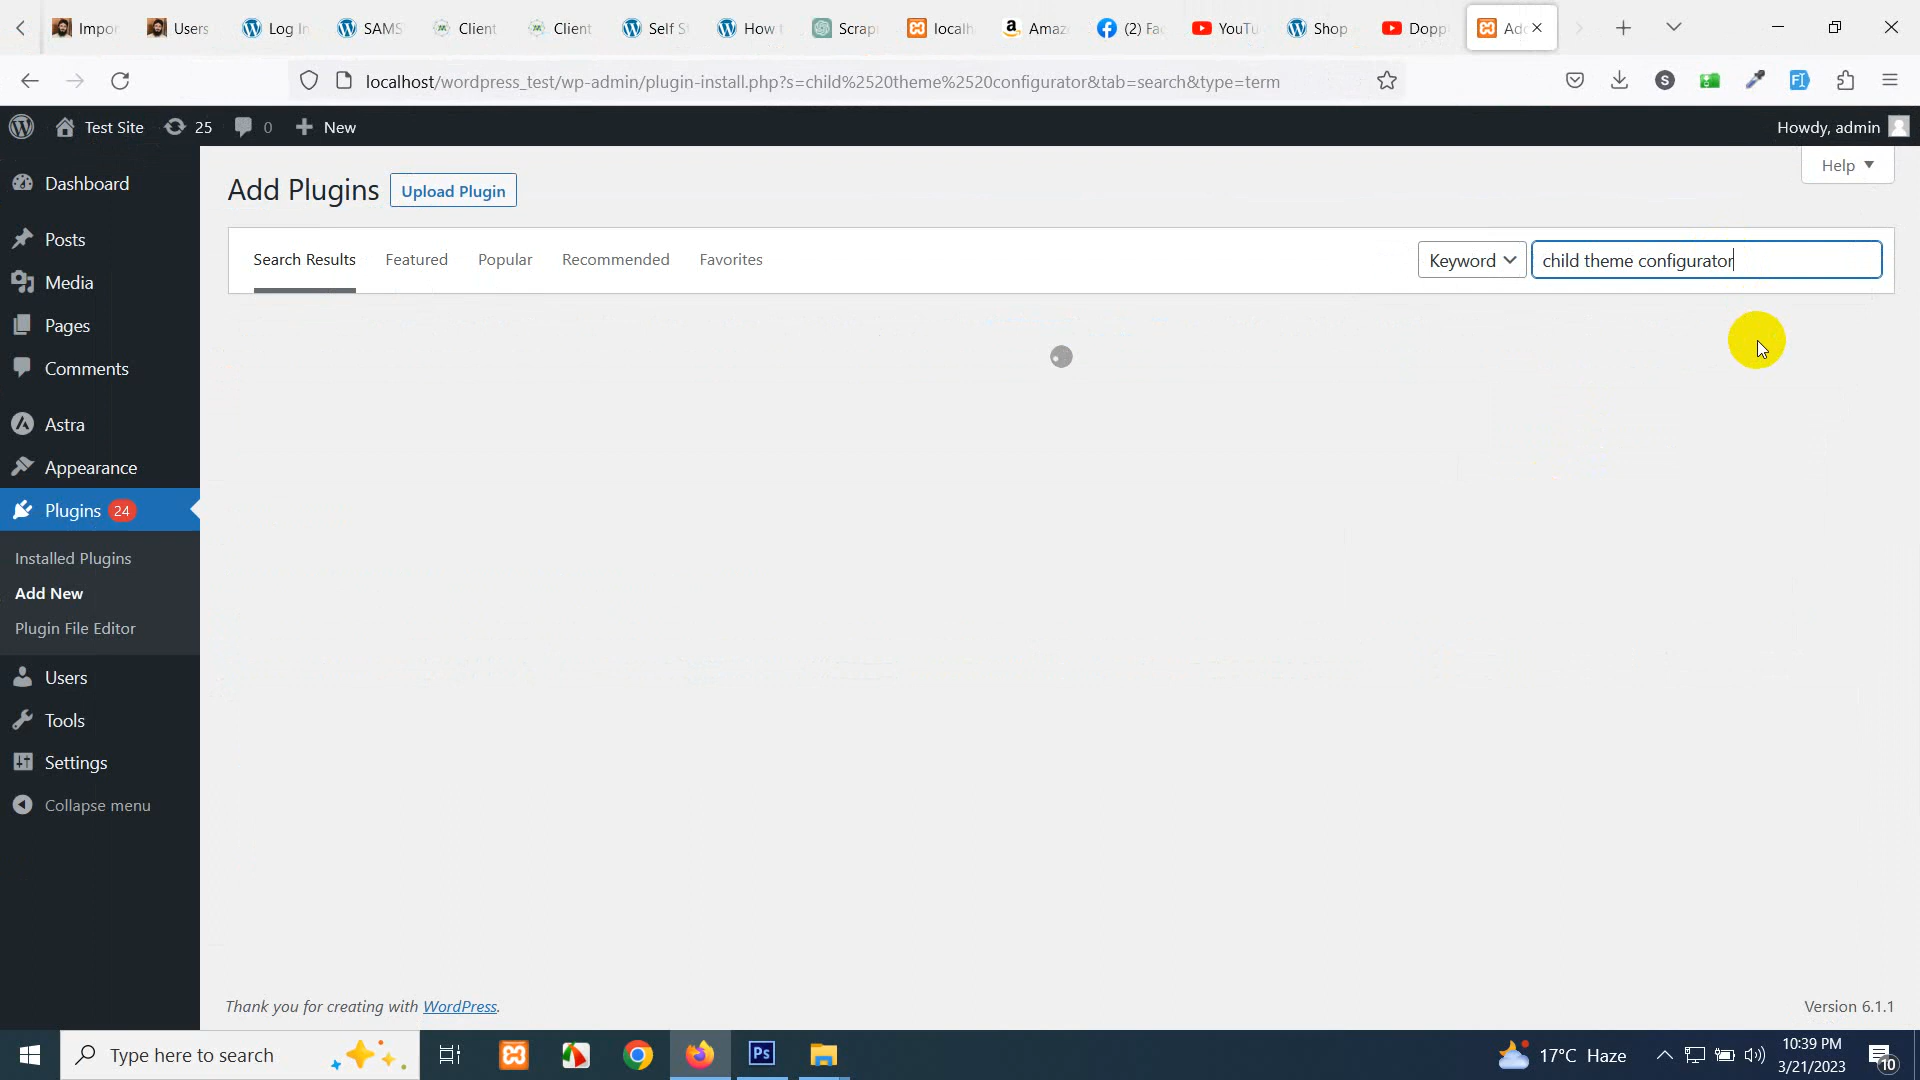 Impor
Users
Log In
SAMS
Client
Client
Self S
How t
Scrap
localh
Amaz
(2) Fac
YouTu
Shop
Dopp
Ad
localhost/wordpress_test/wp-admin/plugin-install.php?s=child%2520theme%2520configurator&tab=search&type=term
Test Site
25
0
New
Howdy, admin
Help
Dashboard
Posts
Media
Pages
Comments
Astra
Appearance
Plugins 24
Installed Plugins
Add New
Plugin File Editor
Users
Tools
Settings
Collapse menu
Add Plugins
Upload Plugin
Search Results
Featured
Popular
Recommended
Favorites
Keyword
child theme configurator
Thank you for creating with WordPress.
Version 6.1.1
Type here to search
Ps
17°C Haze
10:39 PM
3/21/2023
10